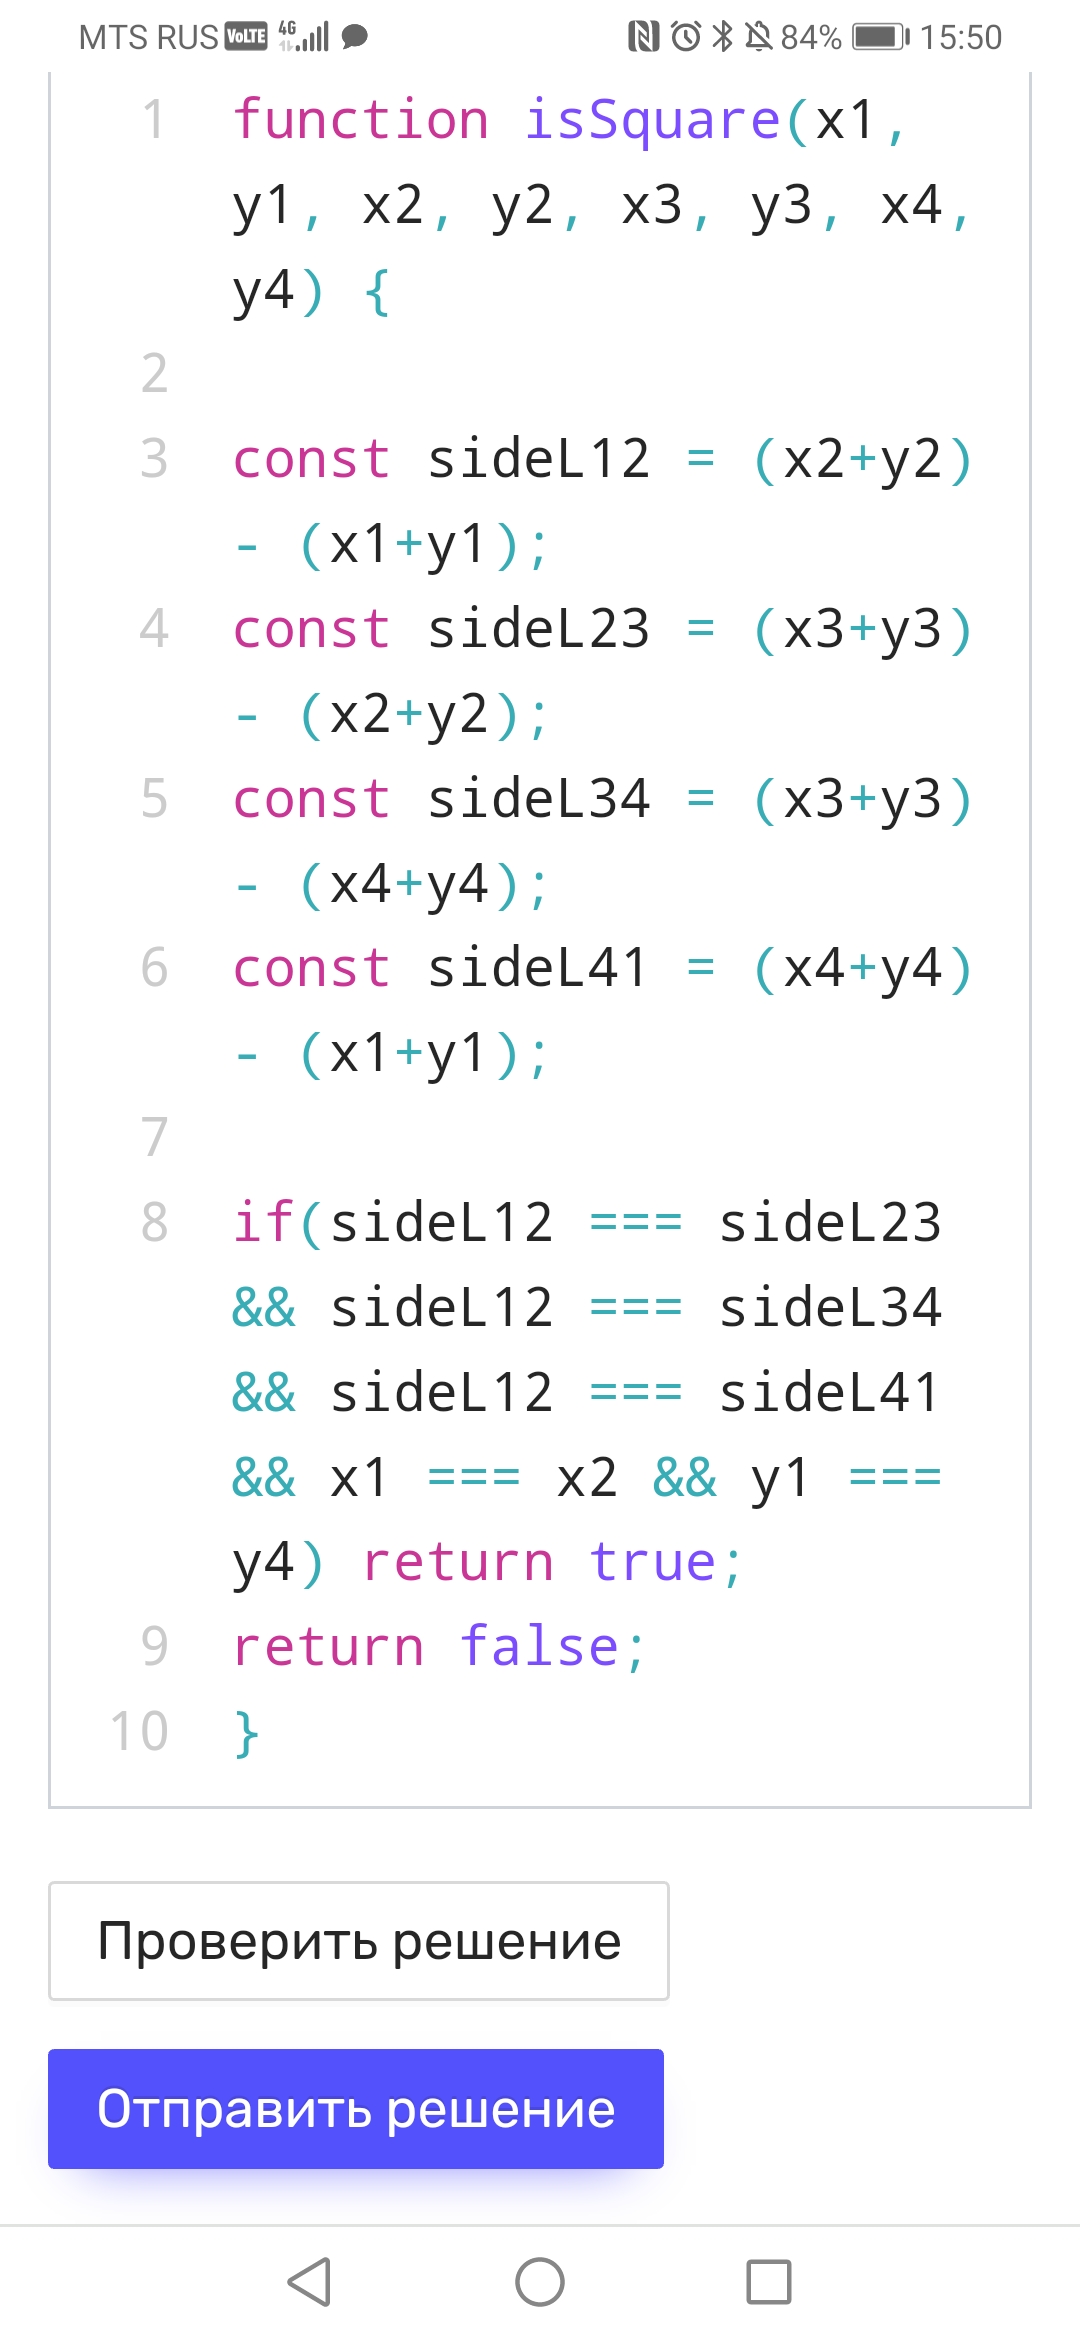 MTS RUS VoLTE 4G 84% 15:50
1 function isSquare(x1,
y1, x2, y2, x3, y3, x4,
y4) {
2
3 const sideL12 = (x2+y2)
- (x1+y1);
4 const sideL23 = (x3+y3)
- (x2+y2);
5 const sideL34 = (x3+y3)
- (x4+y4);
6 const sideL41 = (x4+y4)
- (x1+y1);
7
8 if(sideL12 === sideL23
&& sideL12 === sideL34
&& sideL12 === sideL41
&& x1 === x2 && y1 ===
y4) return true;
9 return false;
10 }
Проверить решение
Отправить решение